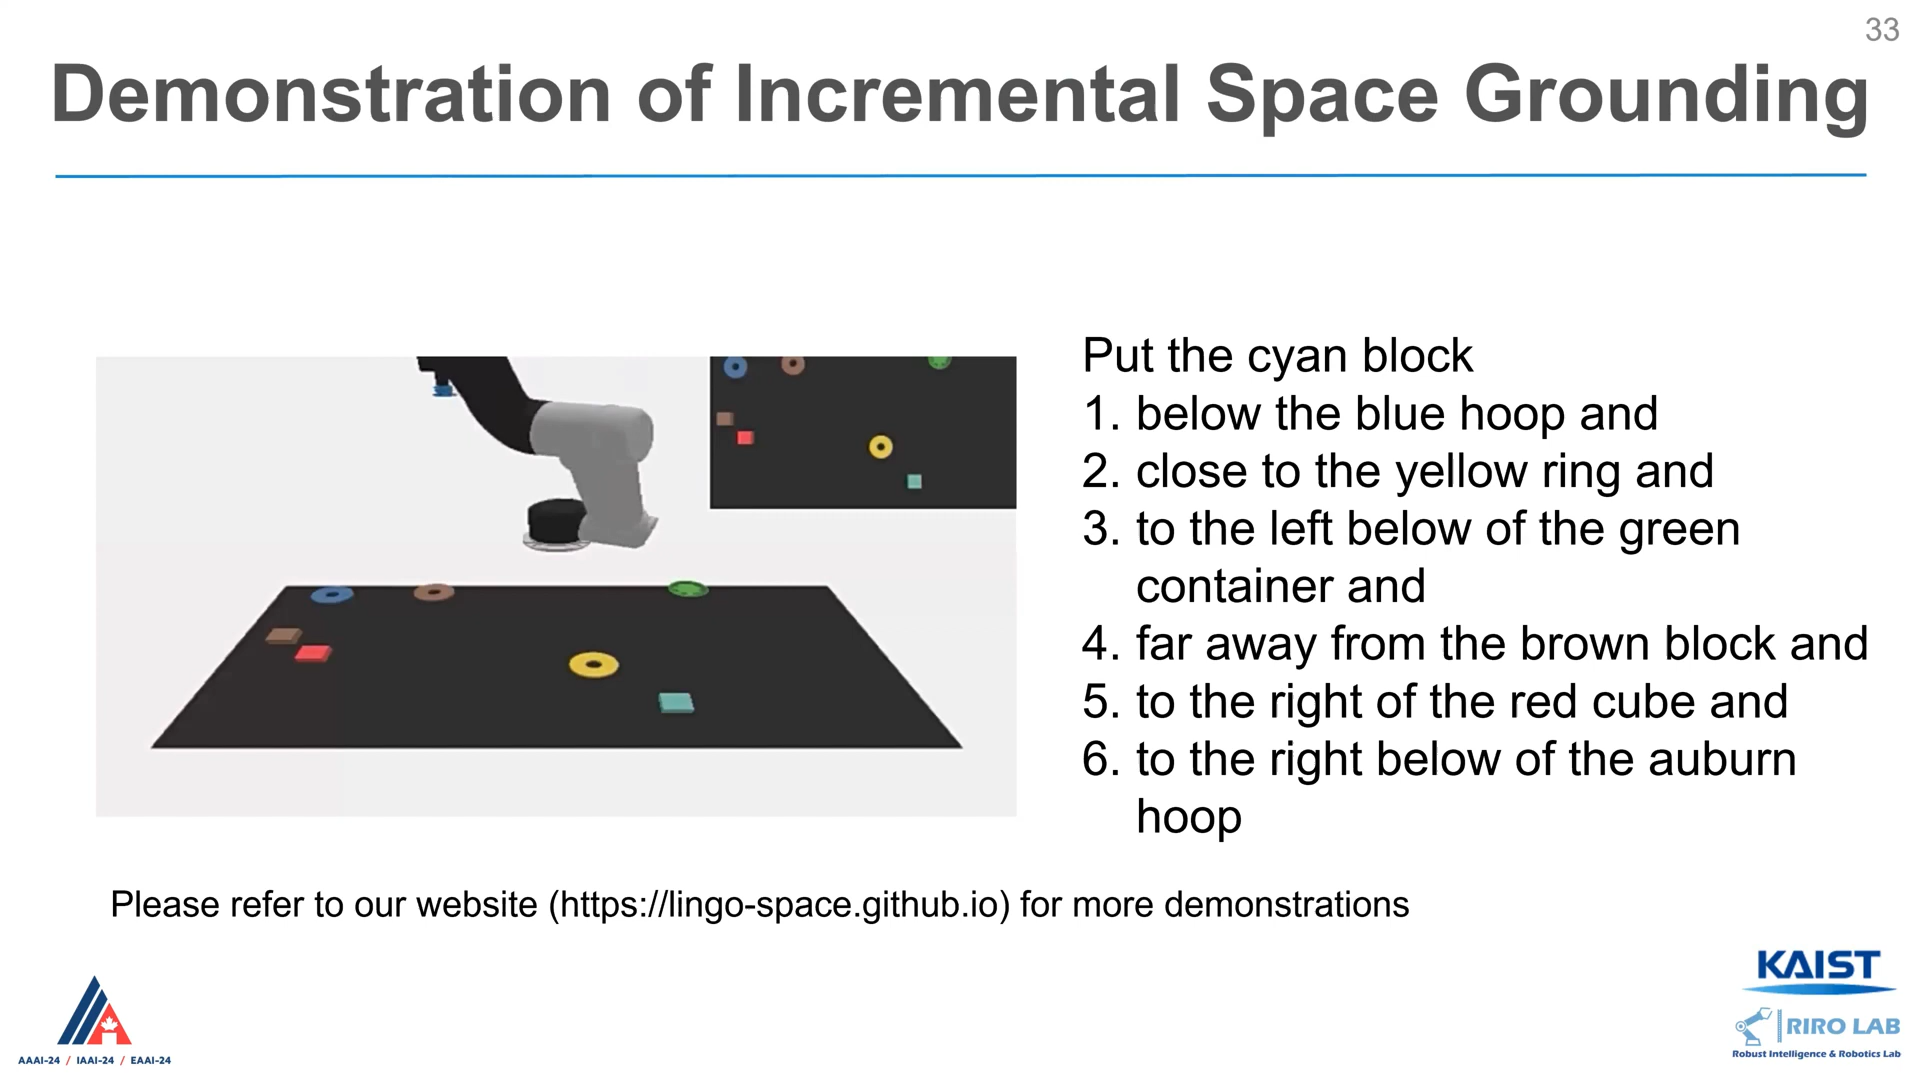 33
Demonstration of Incremental Space Grounding
Put the cyan block
1. below the blue hoop and
2. close to the yellow ring and
3. to the left below of the green
container and
4. far away from the brown block and
5. to the right of the red cube and
6. to the right below of the auburn
hoop
Please refer to our website (https://lingo-space.github.io) for more demonstrations
AAAI-24 / IAAI-24 / EAAI-24
KAIST
RIRO LAB
Robust Intelligence & Robotics Lab